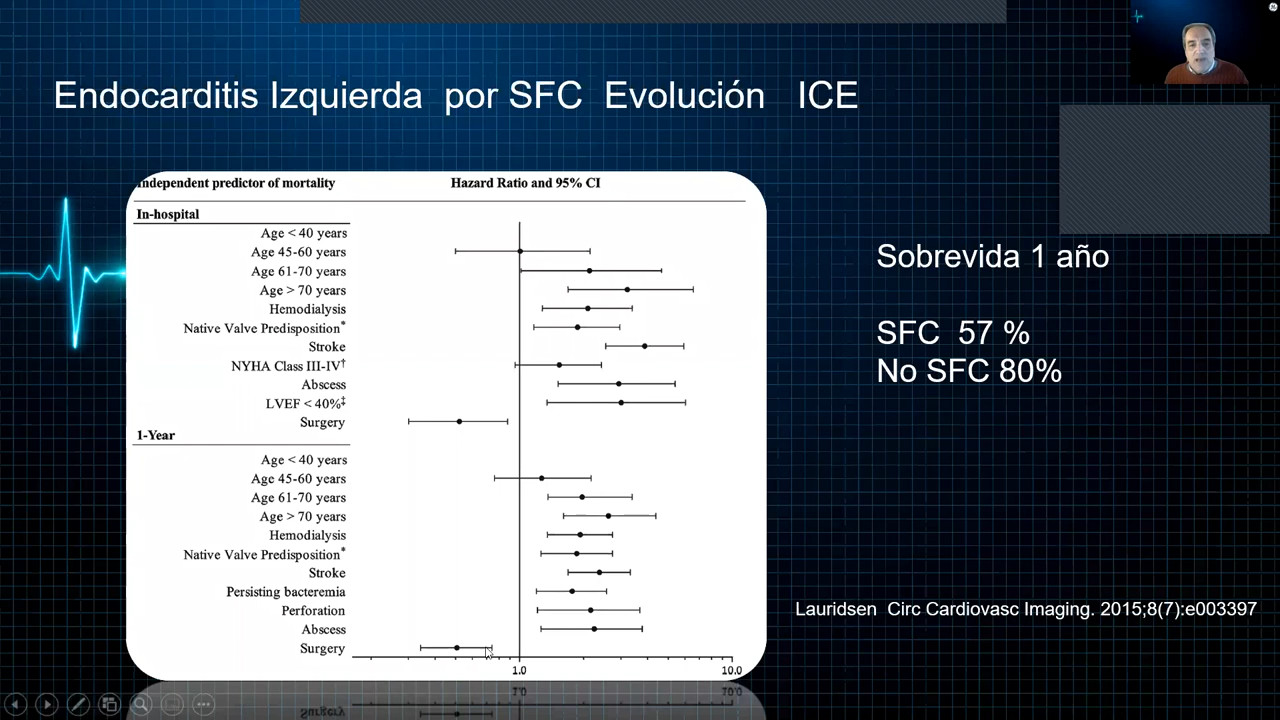 Endocarditis Izquierda por SFC Evolución ICE
Independent predictor of mortality
Hazard Ratio and 95% CI
In-hospital
Age < 40 years
Age 45-60 years
Age 61-70 years
Age > 70 years
Hemodialysis
Native Valve Predisposition*
Stroke
NYHA Class III-IV†
Abscess
LVEF < 40%‡
Surgery
1-Year
Age < 40 years
Age 45-60 years
Age 61-70 years
Age > 70 years
Hemodialysis
Native Valve Predisposition*
Stroke
Persisting bacteremia
Perforation
Abscess
Surgery
1.0
10.0
Sobrevida 1 año
SFC 57 %
No SFC 80%
Lauridsen Circ Cardiovasc Imaging. 2015;8(7):e003397